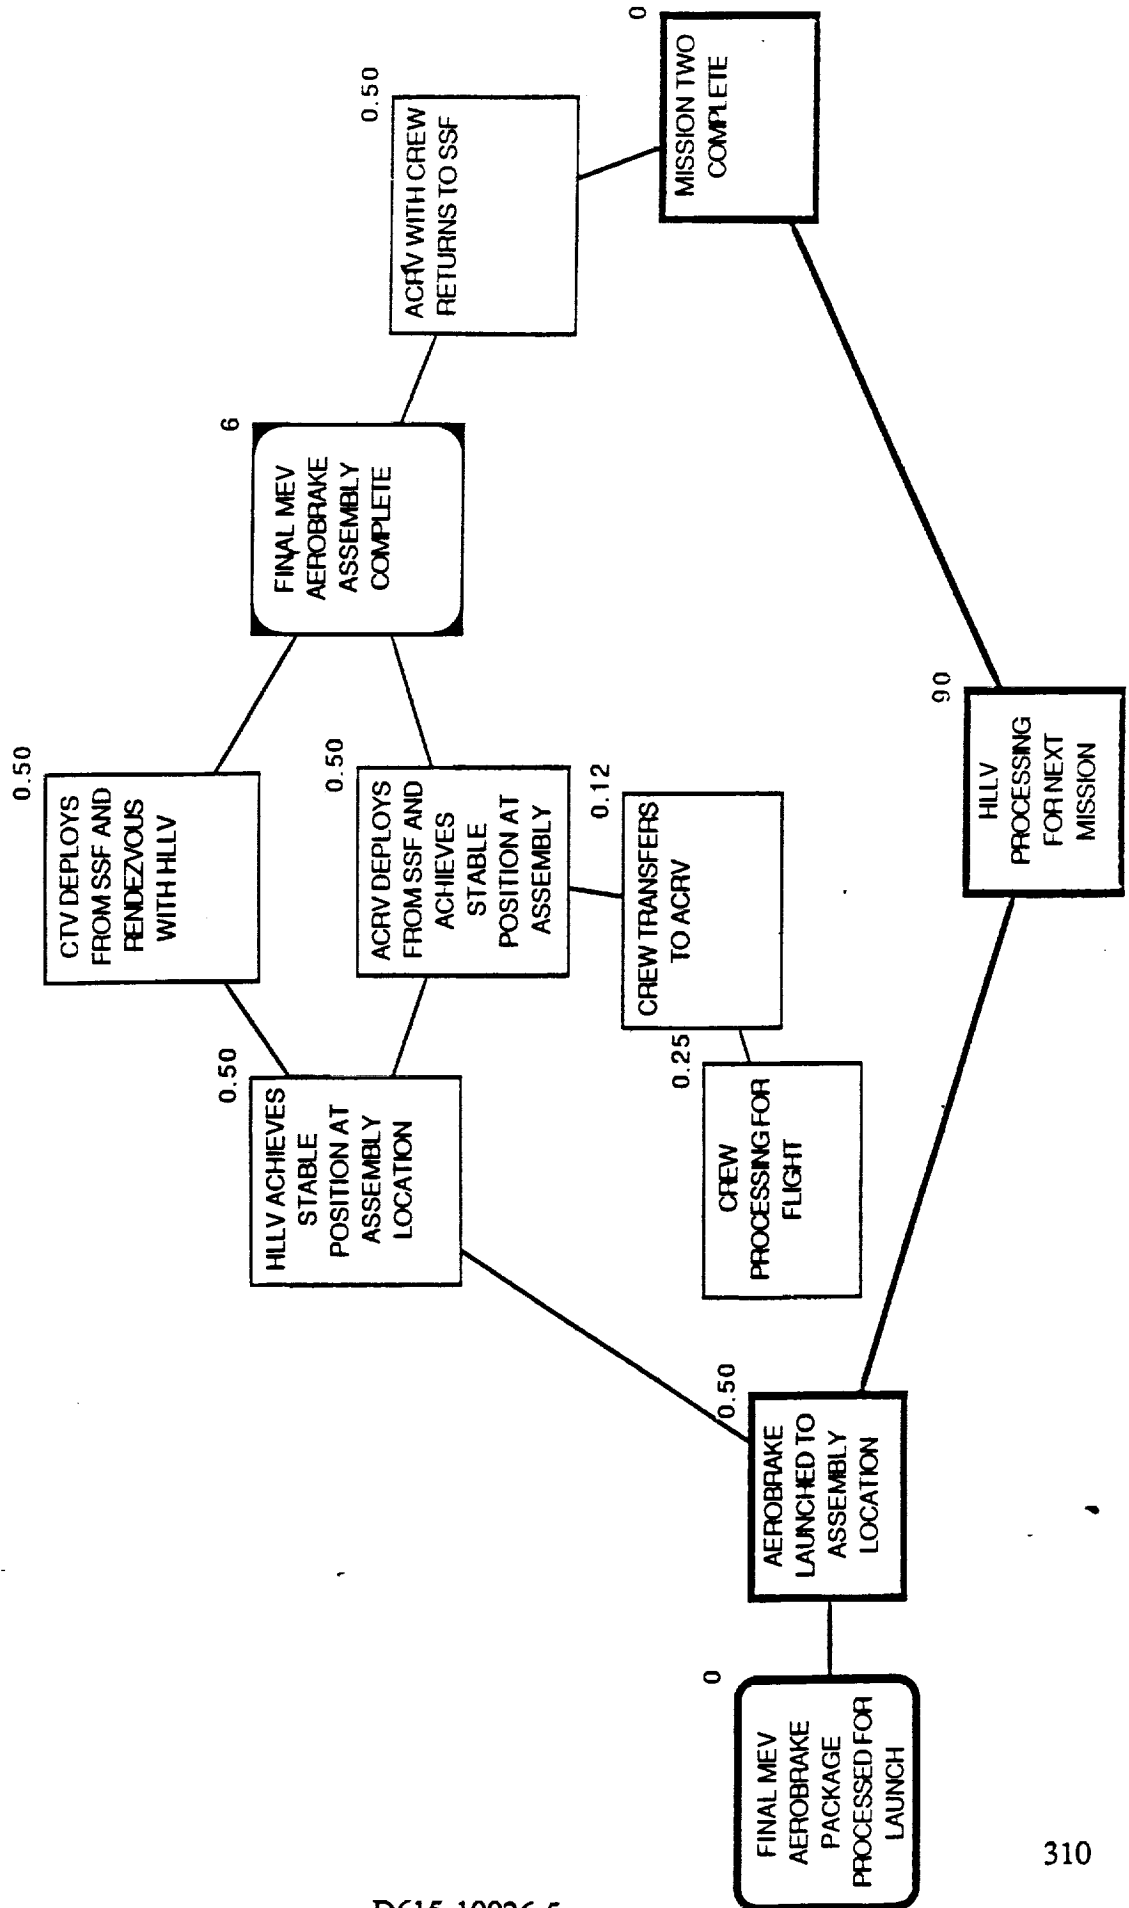 0
FINAL MEV
AEROBRAKE
PACKAGE
PROCESSED FOR
LAUNCH
0.50
AEROBRAKE
LAUNCHED TO
ASSEMBLY
LOCATION
0.50
HLLV ACHIEVES
STABLE
POSITION AT
ASSEMBLY
LOCATION
0.25
CREW
PROCESSING FOR
FLIGHT
0.12
CREW TRANSFERS
TO ACRV
0.50
CTV DEPLOYS
FROM SSF AND
RENDEZVOUS
WITH HLLV
0.50
ACRV DEPLOYS
FROM SSF AND
ACHIEVES
STABLE
POSITION AT
ASSEMBLY
90
HLLV
PROCESSING
FOR NEXT
MISSION
6
FINAL MEV
AEROBRAKE
ASSEMBLY
COMPLETE
0.50
ACRV WITH CREW
RETURNS TO SSF
0
MISSION TWO
COMPLETE
310